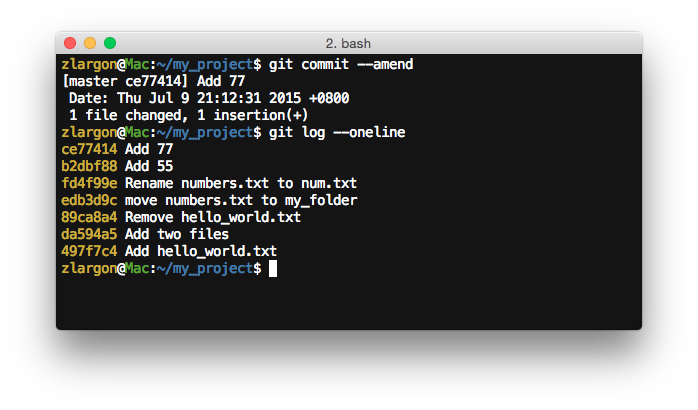 2. bash
zlargon@Mac:~/my_project$ git commit --amend
[master ce77414] Add 77
 Date: Thu Jul 9 21:12:31 2015 +0800
 1 file changed, 1 insertion(+)
zlargon@Mac:~/my_project$ git log --oneline
ce77414 Add 77
b2dbf88 Add 55
fd4f99e Rename numbers.txt to num.txt
edb3d9c move numbers.txt to my_folder
89ca8a4 Remove hello_world.txt
da594a5 Add two files
497f7c4 Add hello_world.txt
zlargon@Mac:~/my_project$